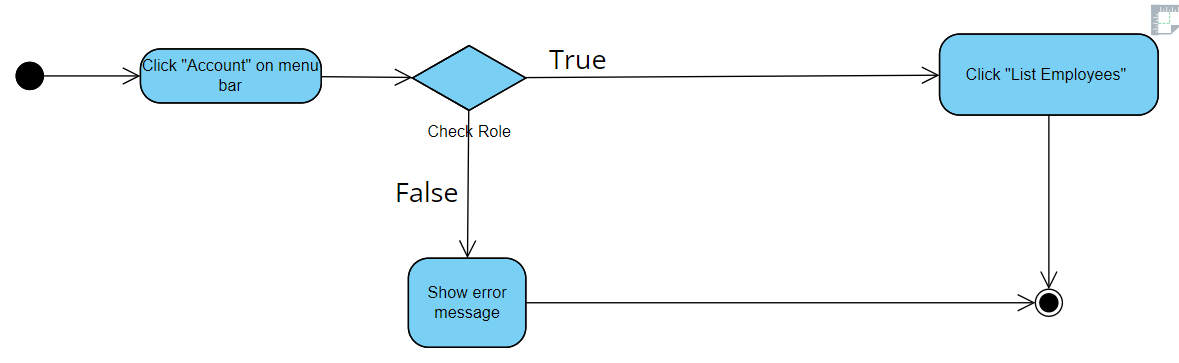 True
Click "Account" on menu
bar
Click "List Employees"
Check Role
False
Show error
message